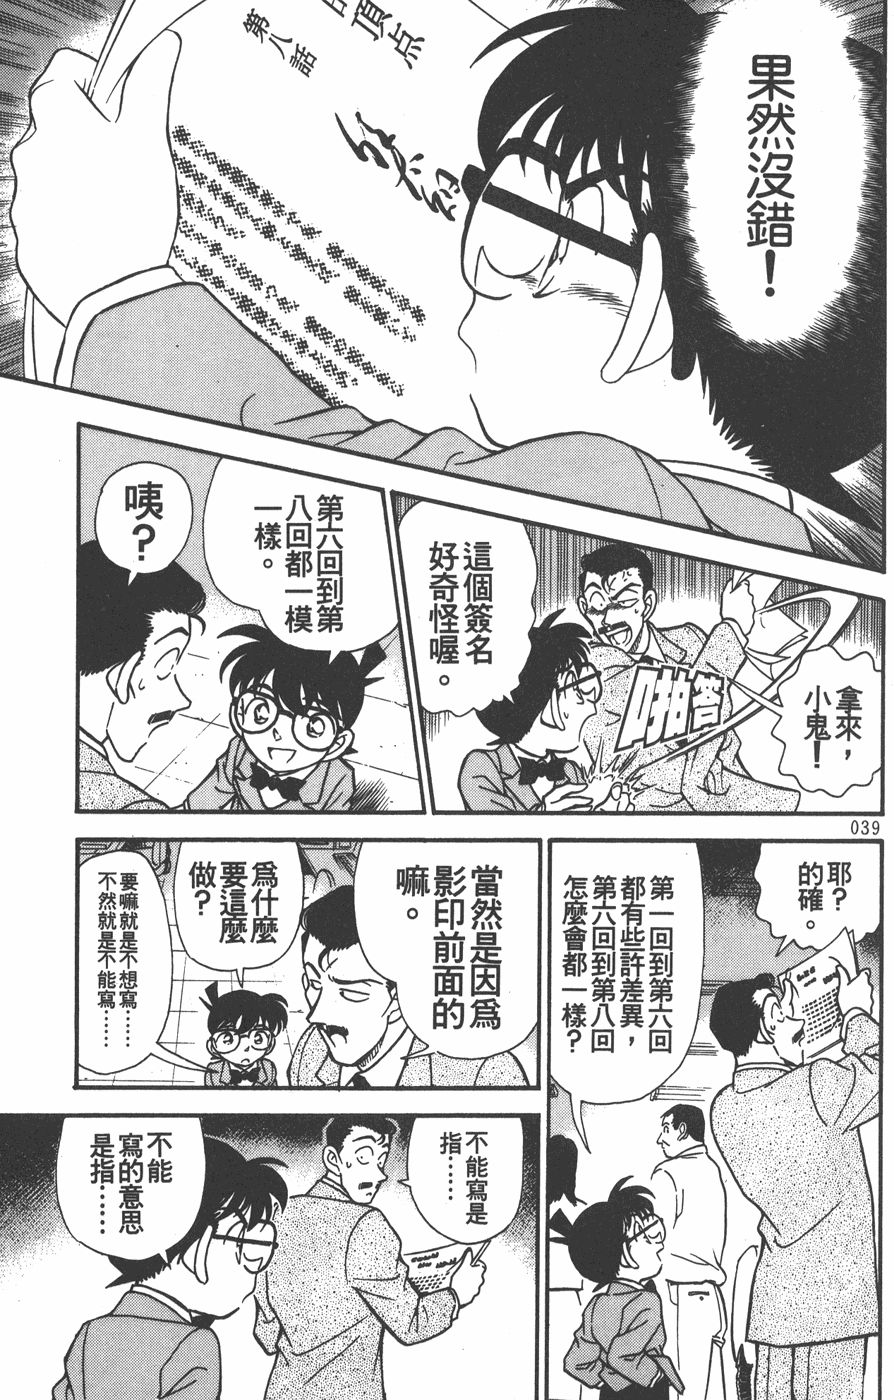 果然沒錯！
頂点
第八話
拿來，
小鬼！
啪答
這個簽名
好奇怪喔。
第六回到第
八回都一模
一樣。
咦？
039
耶？
的確。
第一回到第六回
都有些許差異，
第六回到第八回
怎麼會都一樣？
當然是因為
影印前面的
嘛。
為什麼
要這麼
做？
要嘛就是不想寫……
不然就是不能寫……
不能寫是
指……
不能
寫的意思
是指……